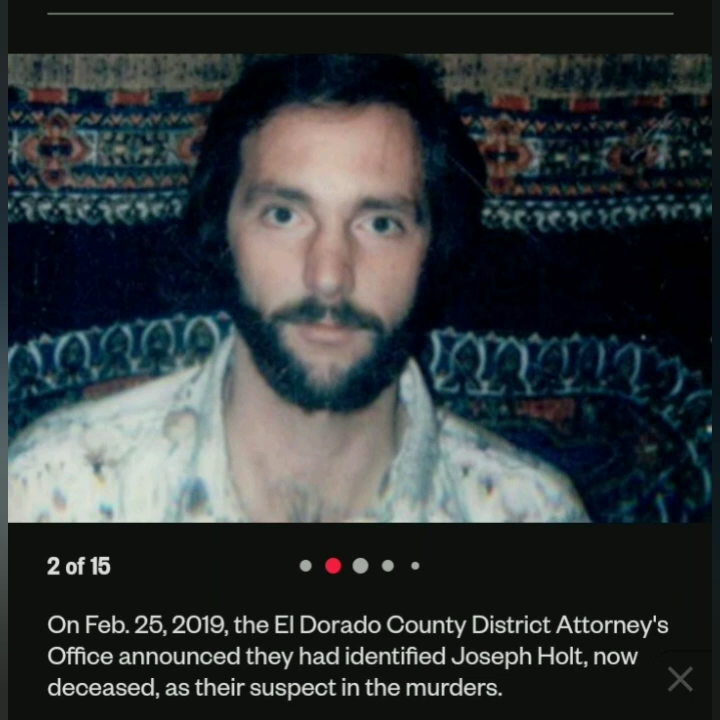 2 of 15
On Feb. 25, 2019, the El Dorado County District Attorney's
Office announced they had identified Joseph Holt, now
deceased, as their suspect in the murders.